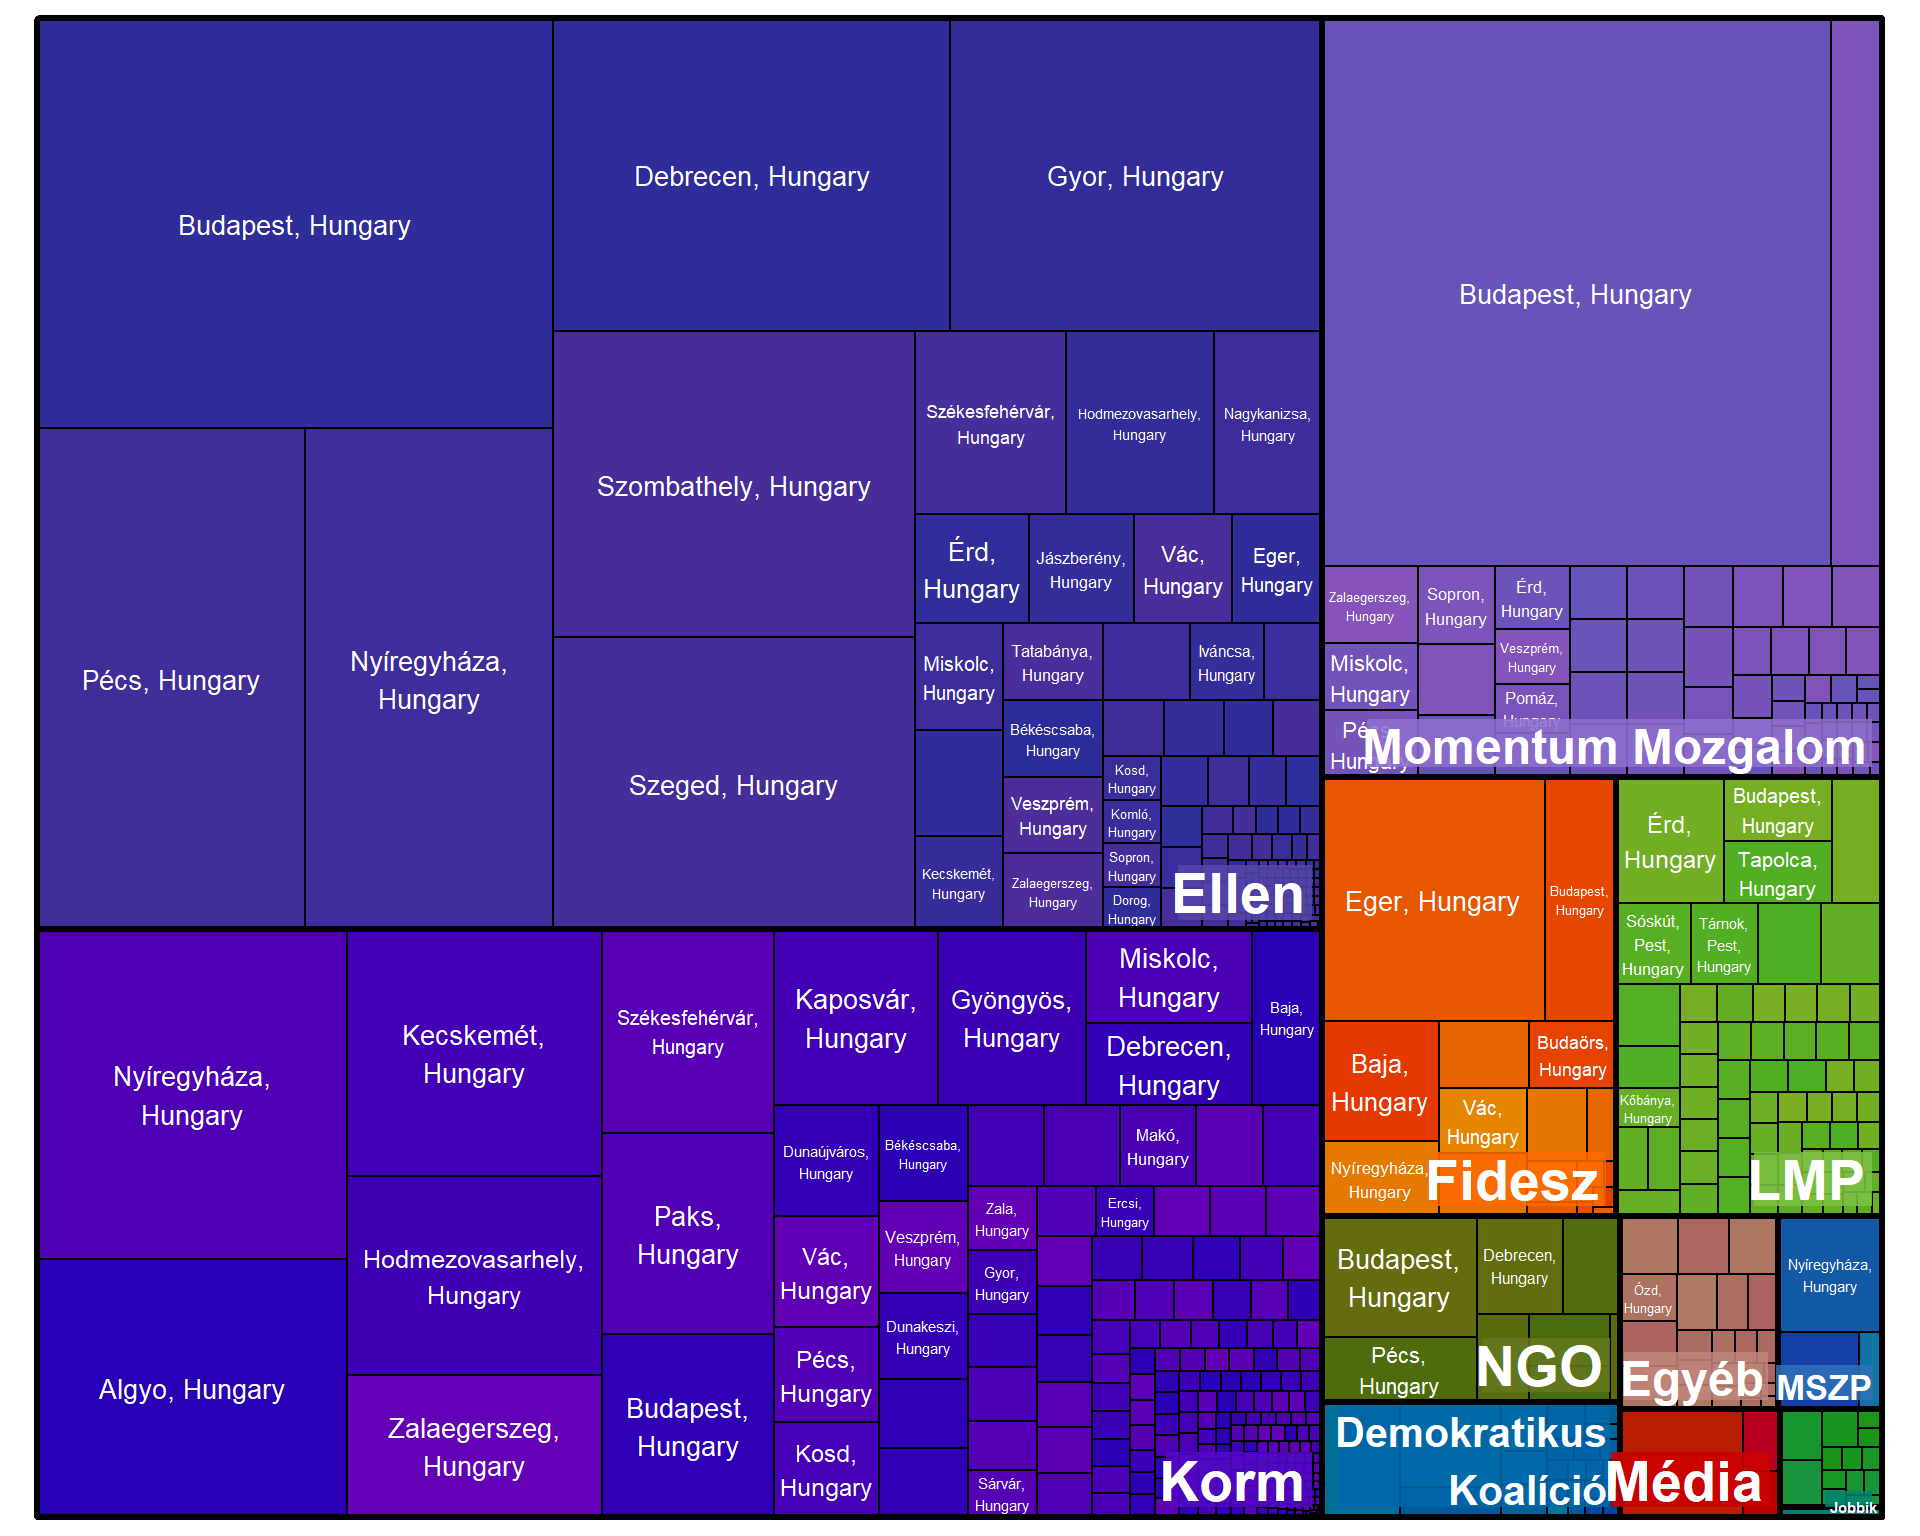 Budapest, Hungary
Debrecen, Hungary
Gyor, Hungary
Pécs, Hungary
Nyíregyháza,
Hungary
Szombathely, Hungary
Szeged, Hungary
Székesfehérvár,
Hungary
Hodmezovasarhely,
Hungary
Nagykanizsa,
Hungary
Érd,
Hungary
Jászberény,
Hungary
Vác,
Hungary
Eger,
Hungary
Miskolc,
Hungary
Tatabánya,
Hungary
Iváncsa,
Hungary
Békéscsaba,
Hungary
Veszprém,
Hungary
Kecskemét,
Hungary
Zalaegerszeg,
Hungary
Kosd,
Hungary
Komló,
Hungary
Sopron,
Hungary
Dorog,
Hungary
Ellen
Budapest, Hungary
Zalaegerszeg,
Hungary
Sopron,
Hungary
Érd,
Hungary
Miskolc,
Hungary
Veszprém,
Hungary
Pomáz,
Hungary
Pécs,
Hungary
Momentum Mozgalom
Nyíregyháza,
Hungary
Algyo, Hungary
Kecskemét,
Hungary
Hodmezovasarhely,
Hungary
Zalaegerszeg,
Hungary
Székesfehérvár,
Hungary
Paks,
Hungary
Budapest,
Hungary
Kaposvár,
Hungary
Gyöngyös,
Hungary
Miskolc,
Hungary
Debrecen,
Hungary
Baja,
Hungary
Dunaújváros,
Hungary
Békéscsaba,
Hungary
Makó,
Hungary
Vác,
Hungary
Veszprém,
Hungary
Zala,
Hungary
Ercsi,
Hungary
Gyor,
Hungary
Pécs,
Hungary
Dunakeszi,
Hungary
Kosd,
Hungary
Sárvár,
Hungary
Korm
Eger, Hungary
Budapest,
Hungary
Baja,
Hungary
Budaörs,
Hungary
Vác,
Hungary
Nyíregyháza,
Hungary
Fidesz
Érd,
Hungary
Budapest,
Hungary
Tapolca,
Hungary
Sóskút,
Pest,
Hungary
Tárnok,
Pest,
Hungary
Kőbánya,
Hungary
LMP
Budapest,
Hungary
Debrecen,
Hungary
Pécs,
Hungary
NGO
Ózd,
Hungary
Egyéb
Nyíregyháza,
Hungary
MSZP
Demokratikus
Koalíció
Média
Jobbik